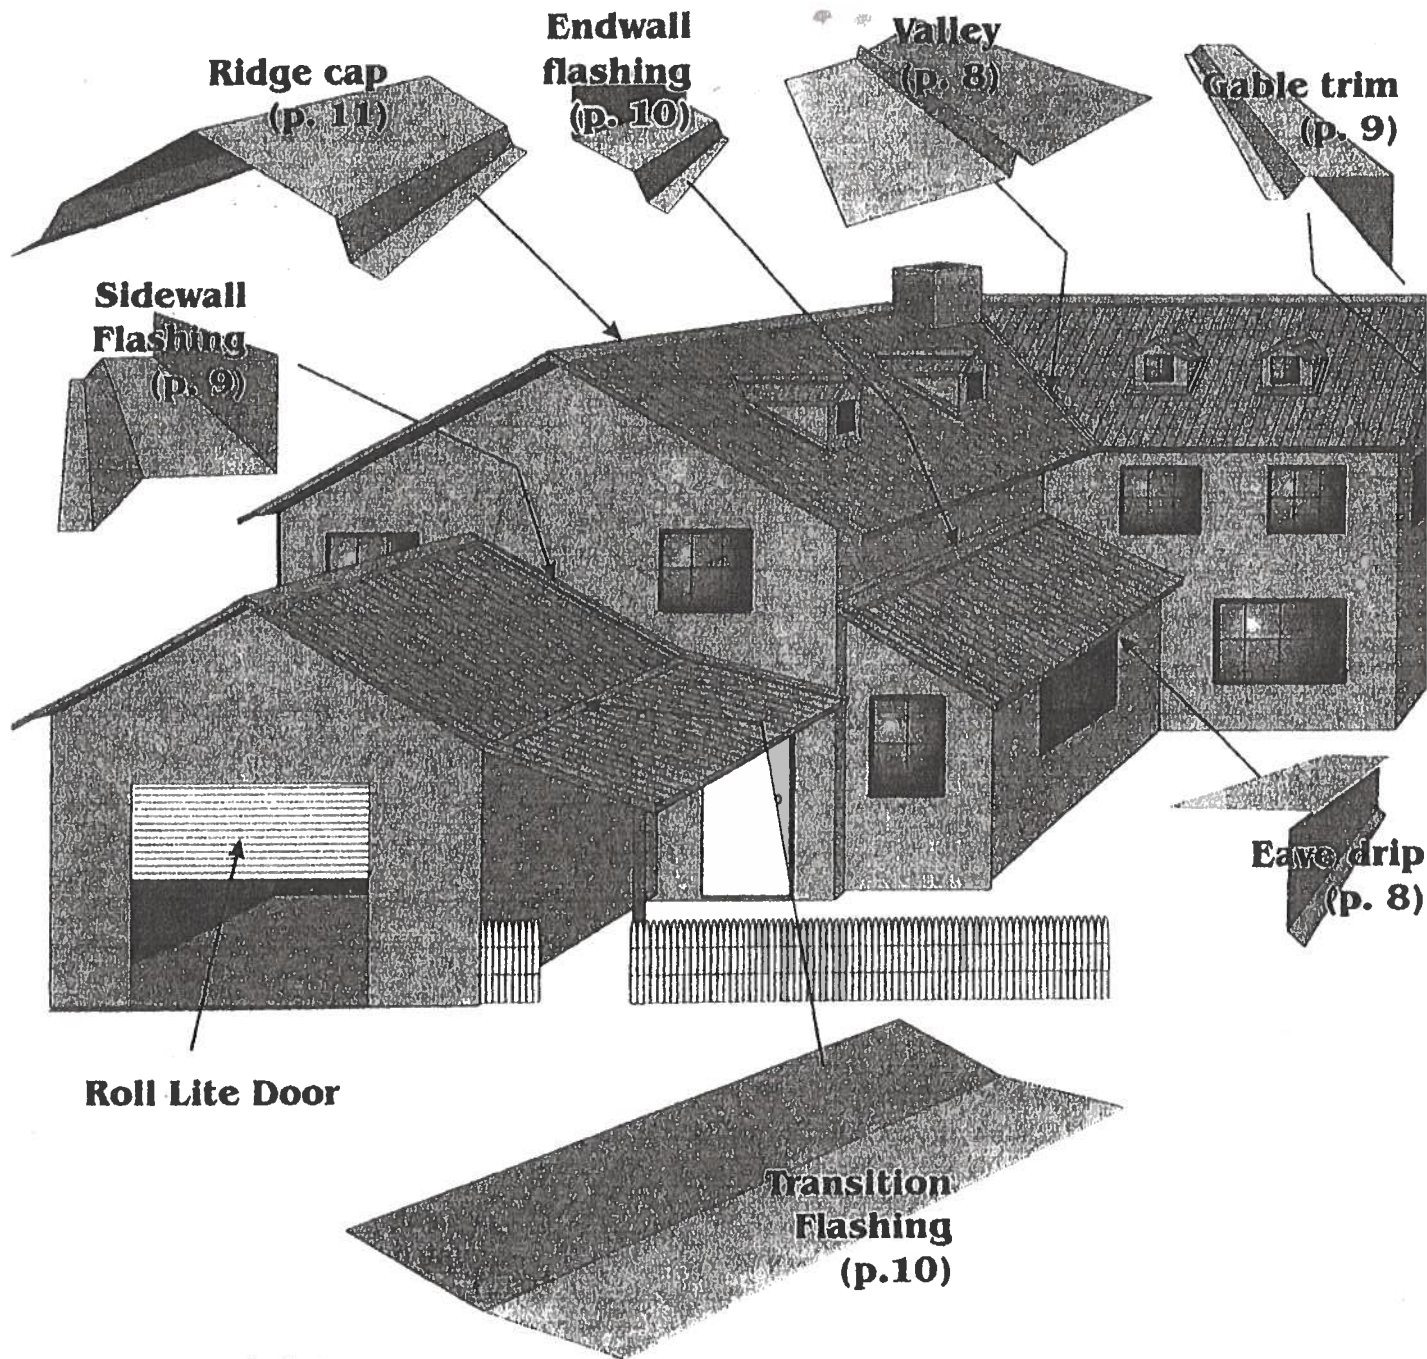 Ridge cap
(p. 11)
Endwall
flashing
(p. 10)
Valley
(p. 8)
Gable trim
(p. 9)
Sidewall
Flashing
(p. 9)
Eave drip
(p. 8)
Roll Lite Door
Transition
Flashing
(p.10)